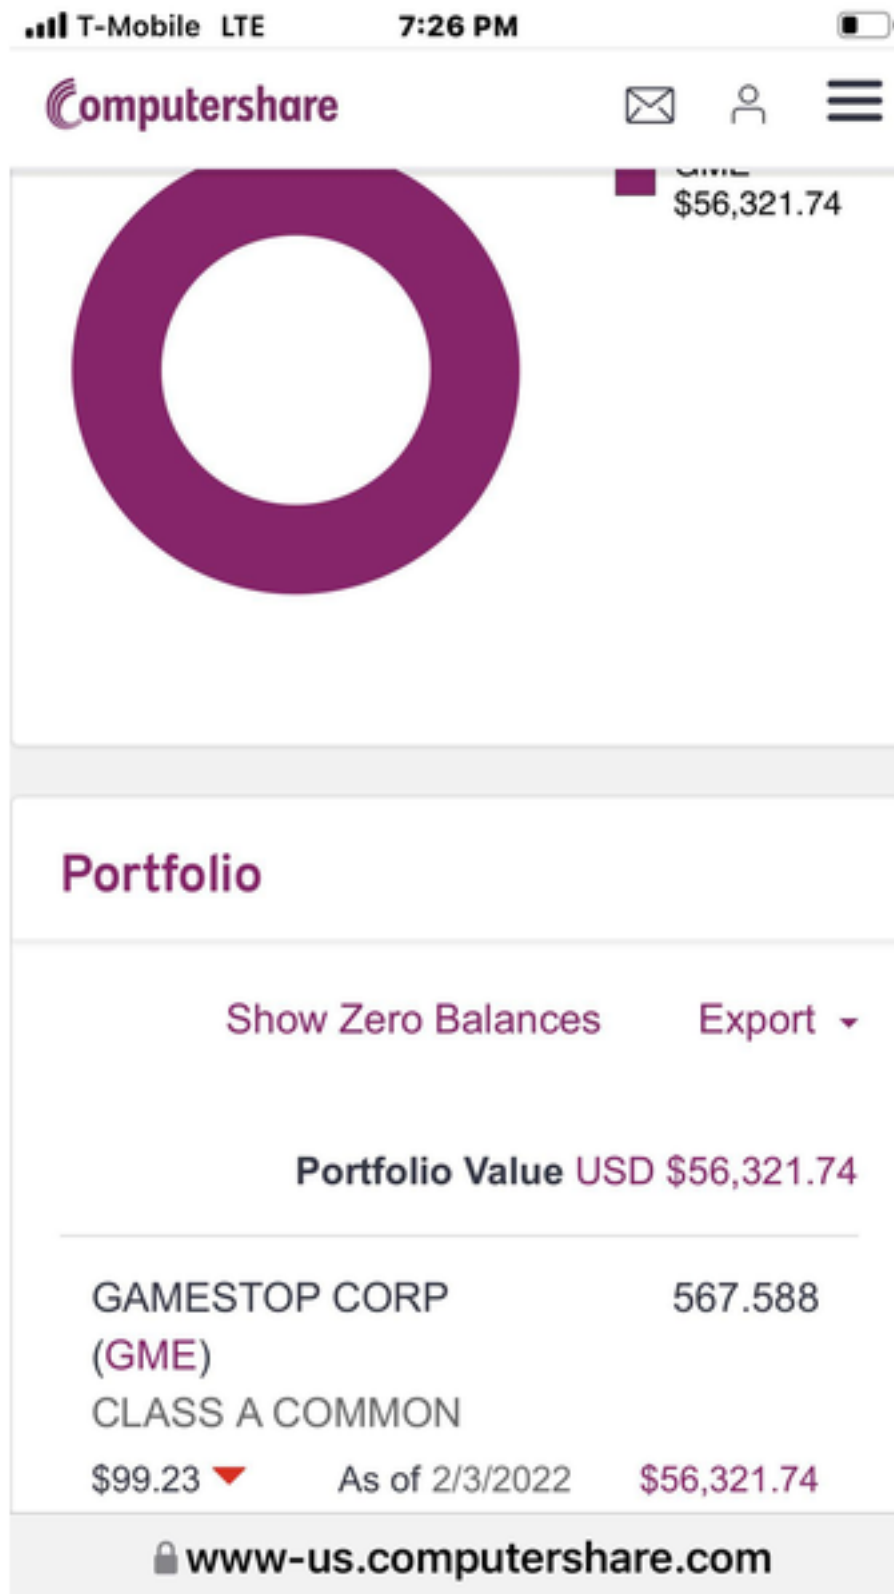 T-Mobile LTE 7:26 PM
Computershare
GME
$56,321.74
Portfolio
Show Zero Balances Export
Portfolio Value USD $56,321.74
GAMESTOP CORP 567.588
(GME)
CLASS A COMMON
$99.23 As of 2/3/2022 $56,321.74
www-us.computershare.com